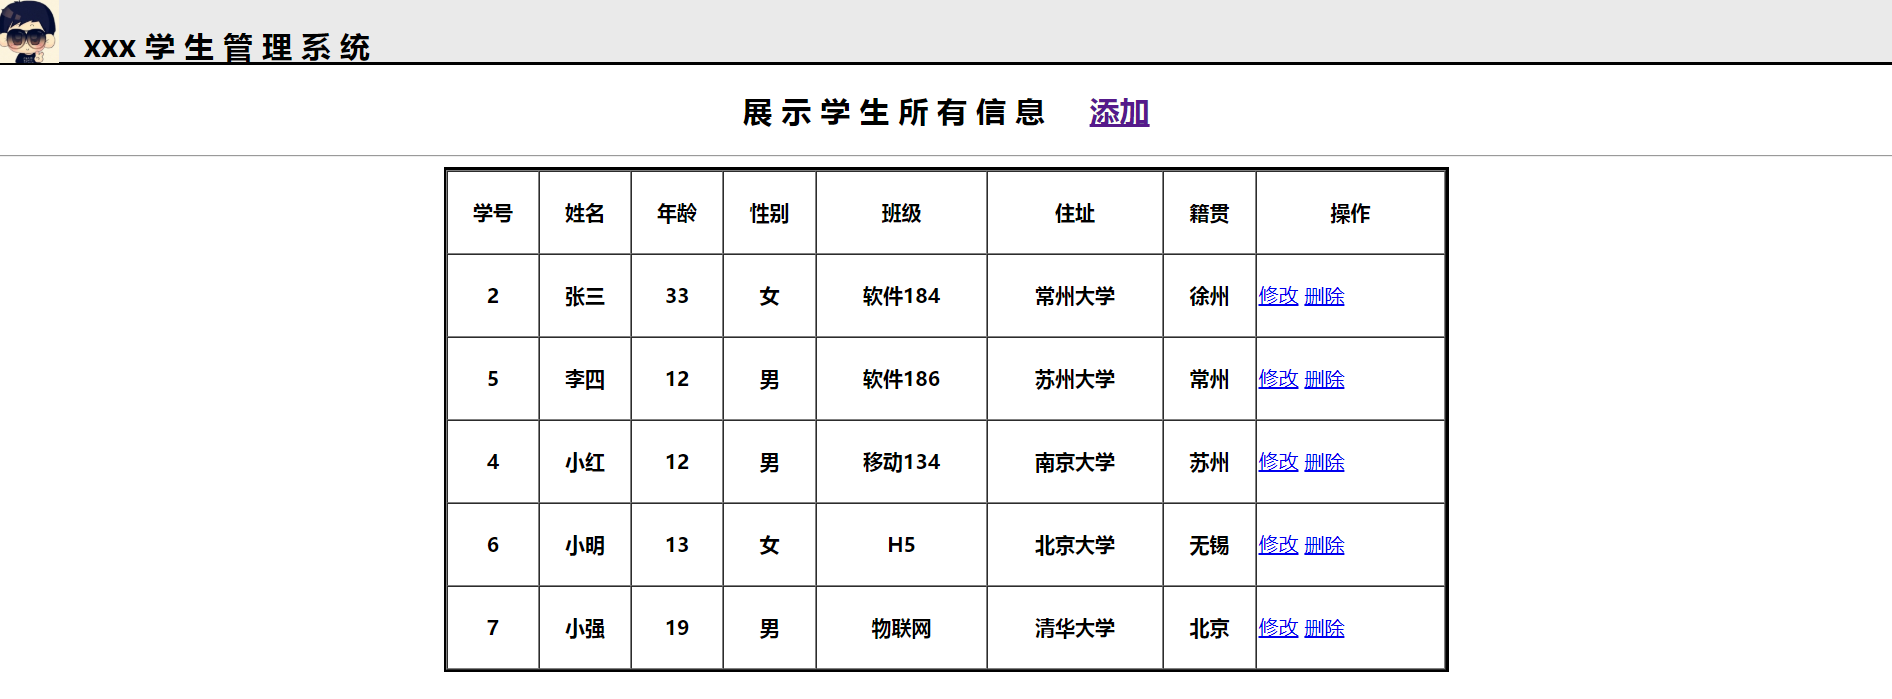 xxx 学 生 管 理 系 统
展 示 学 生 所 有 信 息 添加
学号 姓名 年龄 性别 班级 住址 籍贯 操作
2 张三 33 女 软件184 常州大学 徐州 修改 删除
5 李四 12 男 软件186 苏州大学 常州 修改 删除
4 小红 12 男 移动134 南京大学 苏州 修改 删除
6 小明 13 女 H5 北京大学 无锡 修改 删除
7 小强 19 男 物联网 清华大学 北京 修改 删除